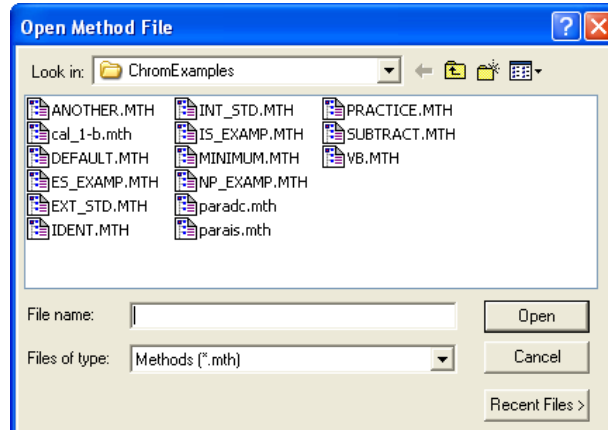 Open Method File
Look in: ChromExamples
ANOTHER.MTH
cal_1-b.mth
DEFAULT.MTH
ES_EXAMP.MTH
EXT_STD.MTH
IDENT.MTH
INT_STD.MTH
IS_EXAMP.MTH
MINIMUM.MTH
NP_EXAMP.MTH
paradc.mth
parais.mth
PRACTICE.MTH
SUBTRACT.MTH
VB.MTH
File name:
Open
Files of type: Methods (*.mth)
Cancel
Recent Files >